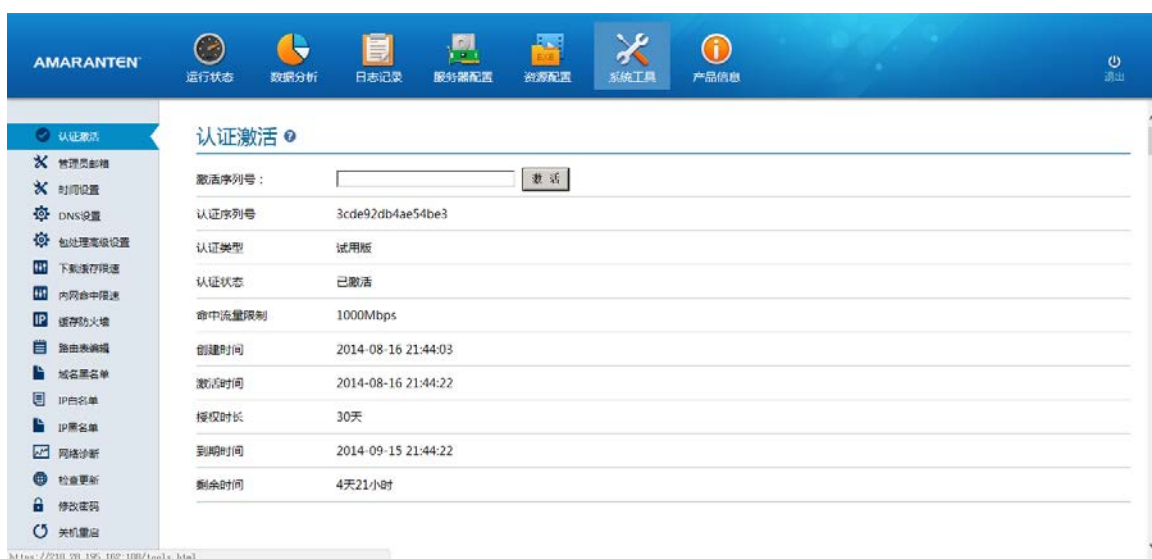 AMARANTEN
运行状态 数据分析 日志记录 服务器配置 资源配置 系统工具 产品信息
退出
认证激活
管理员邮箱
时间设置
DNS设置
包处理高级设置
下载缓存限速
内网命中限速
缓存防火墙
路由表编辑
域名黑名单
IP白名单
IP黑名单
网络诊断
检查更新
修改密码
关机重启
认证激活
激活序列号: 激 活
认证序列号 3cde92db4ae54be3
认证类型 试用版
认证状态 已激活
命中流量限制 1000Mbps
创建时间 2014-08-16 21:44:03
激活时间 2014-08-16 21:44:22
授权时长 30天
到期时间 2014-09-15 21:44:22
剩余时间 4天21小时